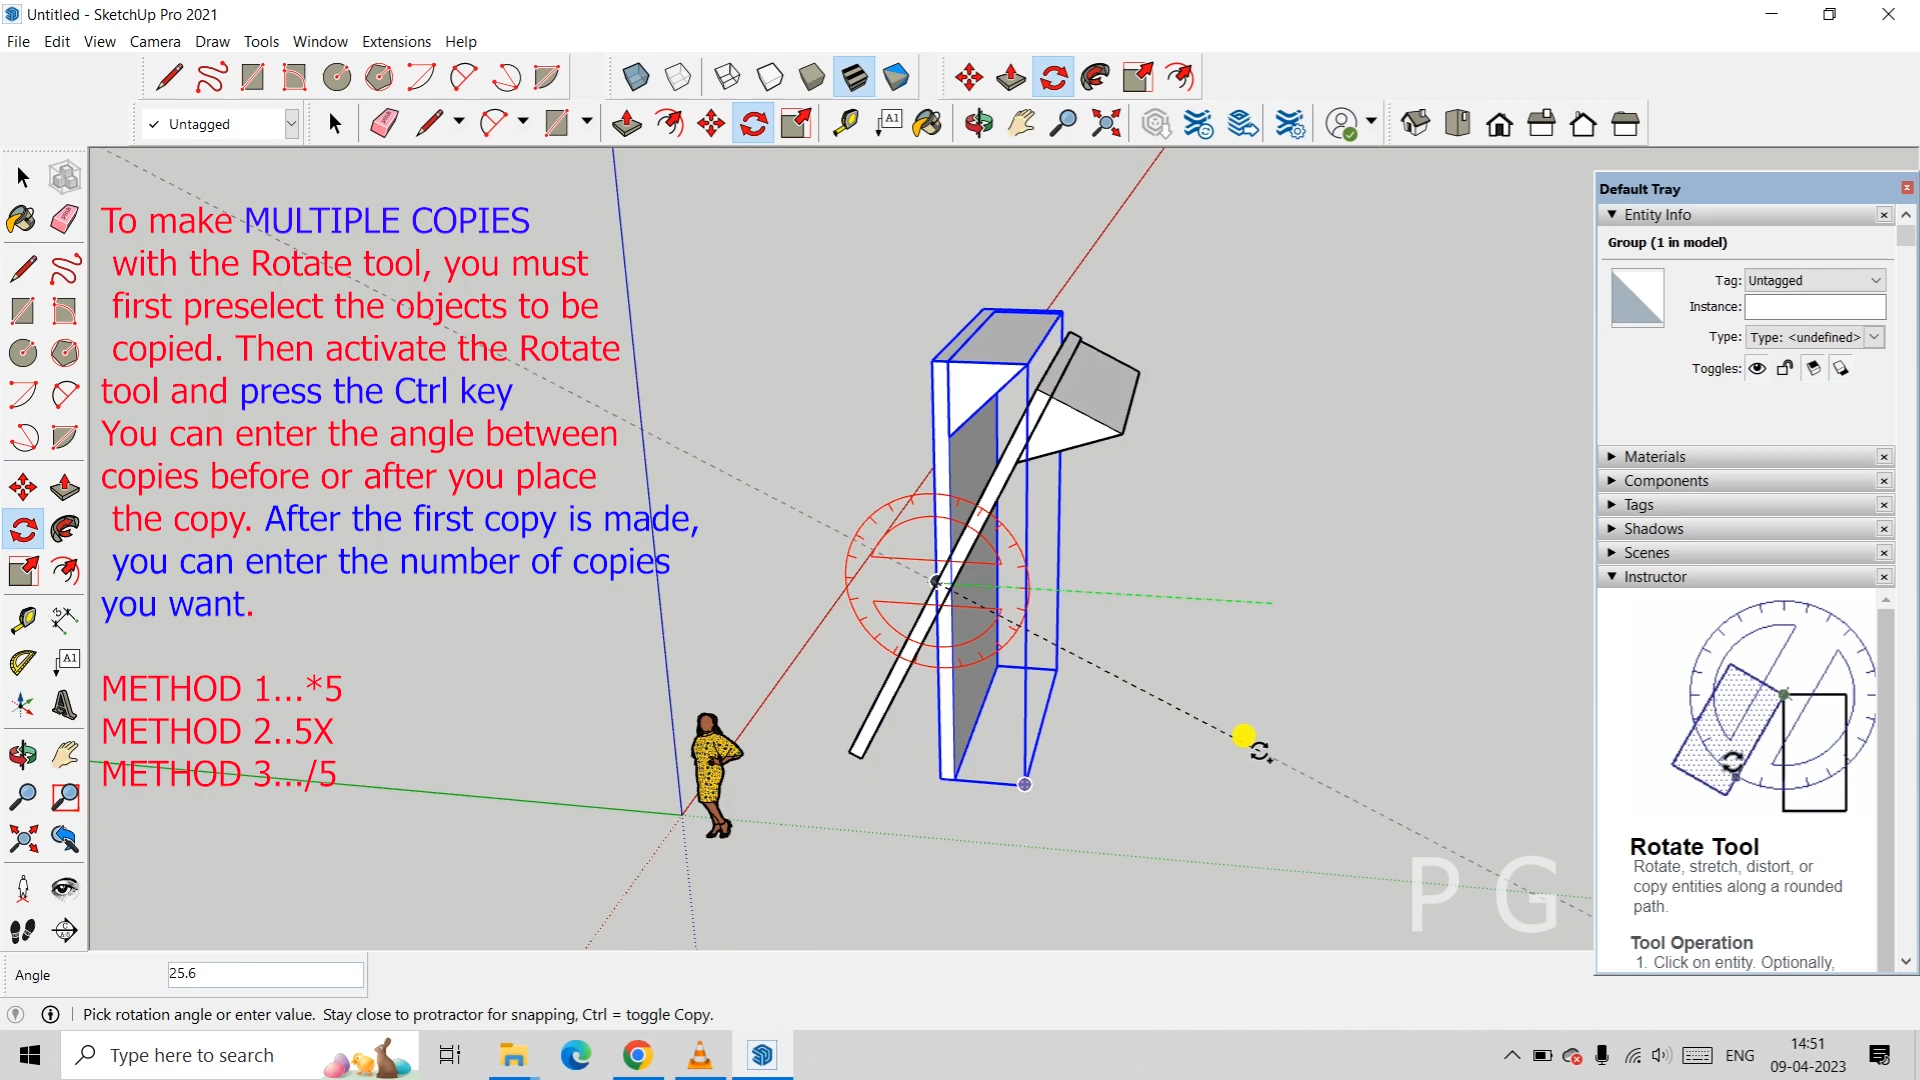 Untitled - SketchUp Pro 2021
File Edit View Camera Draw Tools Window Extensions Help
✓ Untagged
A1
To make MULTIPLE COPIES
with the Rotate tool, you must
first preselect the objects to be
copied. Then activate the Rotate
tool and press the Ctrl key
You can enter the angle between
copies before or after you place
the copy. After the first copy is made,
you can enter the number of copies
you want.
METHOD 1...*5
METHOD 2..5X
METHOD 3.../5
A1
P G
Default Tray
Entity Info
Group (1 in model)
Tag: Untagged
Instance:
Type: Type: <undefined>
Toggles:
Materials
Components
Tags
Shadows
Scenes
Instructor
Rotate Tool
Rotate, stretch, distort, or
copy entities along a rounded
path.
Tool Operation
1. Click on entity. Optionally,
Angle 25.6
Pick rotation angle or enter value. Stay close to protractor for snapping, Ctrl = toggle Copy.
Type here to search
ENG
14:51
09-04-2023